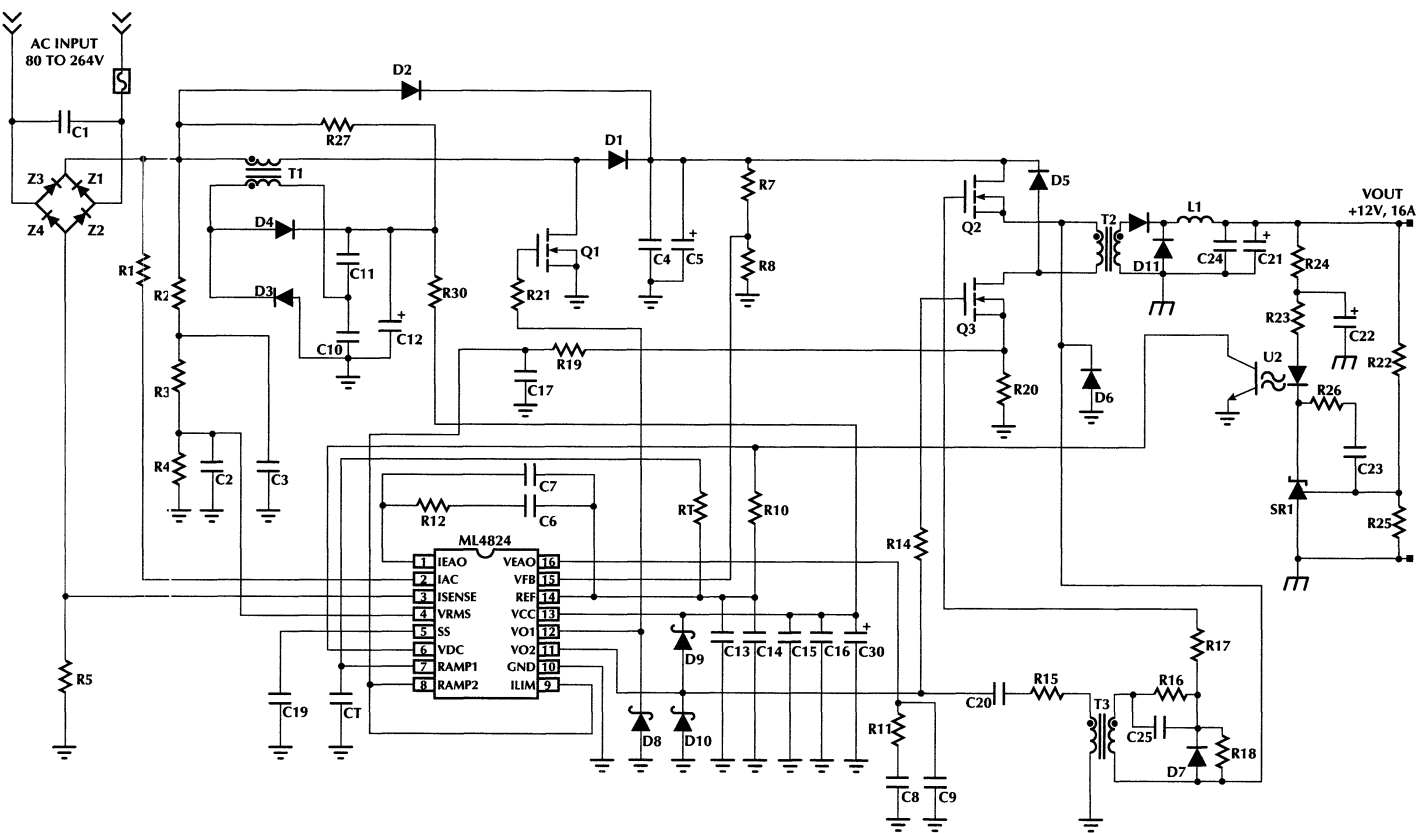 AC INPUT
80 TO 264V
C1
Z3
Z1
Z4
Z2
D2
R27
T1
D1
D4
D3
C11
C10
C12
R1
R2
R3
R4
C2
C3
R30
Q1
R21
C4
C5
R7
R8
R19
C17
Q2
D5
Q3
R20
D6
T2
D11
L1
C24
C21
R24
R23
C22
VOUT
+12V, 16A
U2
R26
R22
C23
SR1
R25
C7
R12
C6
RT
R10
R14
ML4824
1 IEAO
2 IAC
3 ISENSE
4 VRMS
5 SS
6 VDC
7 RAMP1
8 RAMP2
VEAO 16
VFB 15
REF 14
VCC 13
VO1 12
VO2 11
GND 10
ILIM 9
R5
C19
CT
D9
D8
D10
C13
C14
C15
C16
C30
R11
C8
C9
C20
R15
T3
R16
R17
C25
D7
R18